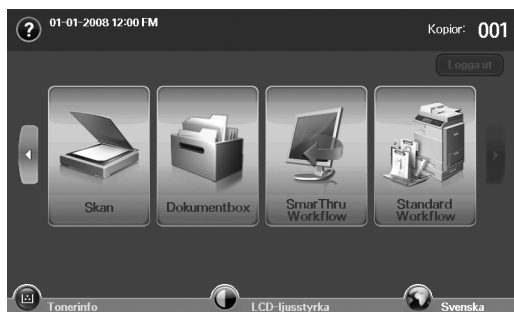 01-01-2008 12:00 PM
Kopior: 001
Logga ut
Skan
Dokumentbox
SmarThru
Workflow
Standard
Workflow
Tonerinfo
LCD-ljusstyrka
Svenska